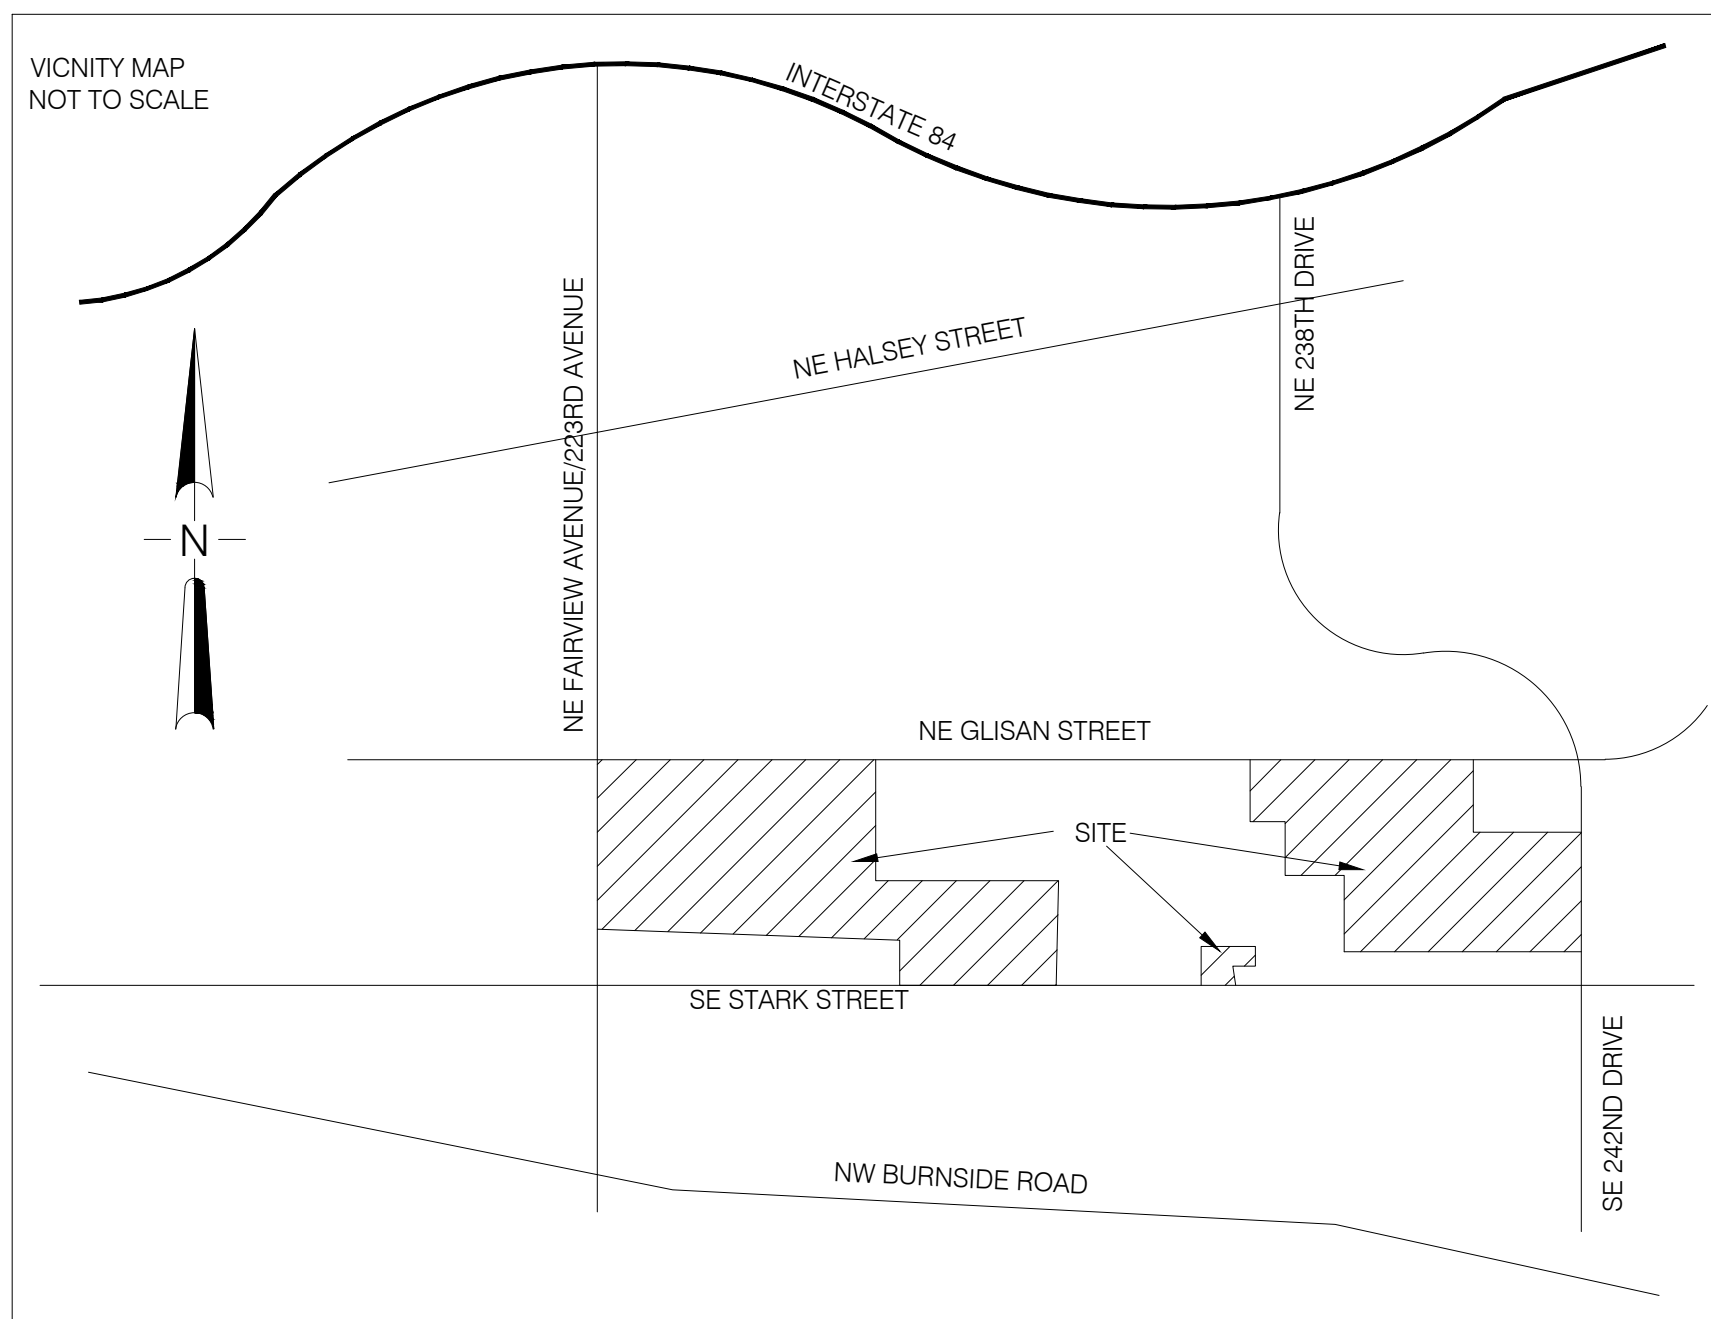 VICNITY MAP
NOT TO SCALE
INTERSTATE 84
NE 238TH DRIVE
NE FAIRVIEW AVENUE/223RD AVENUE
NE HALSEY STREET
N
NE GLISAN STREET
SITE
SE STARK STREET
SE 242ND DRIVE
NW BURNSIDE ROAD